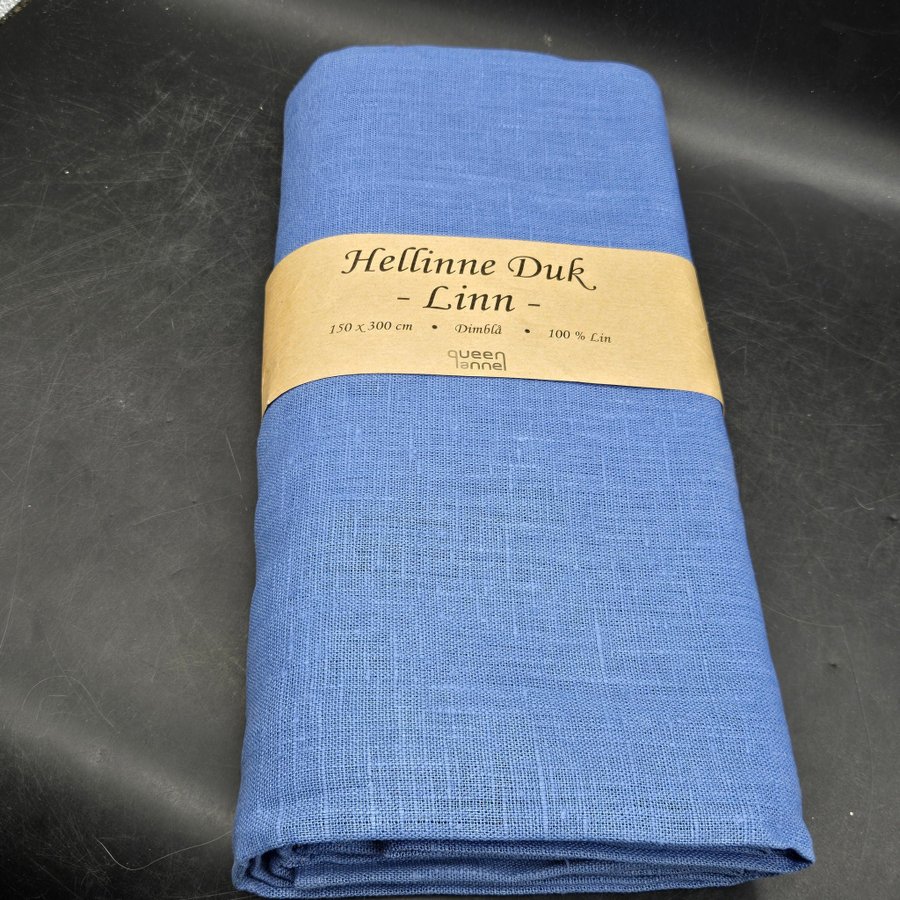 Hellinne Duk
- Linn -
150 x 300 cm • Dimblå • 100 % Lin
queen
anne